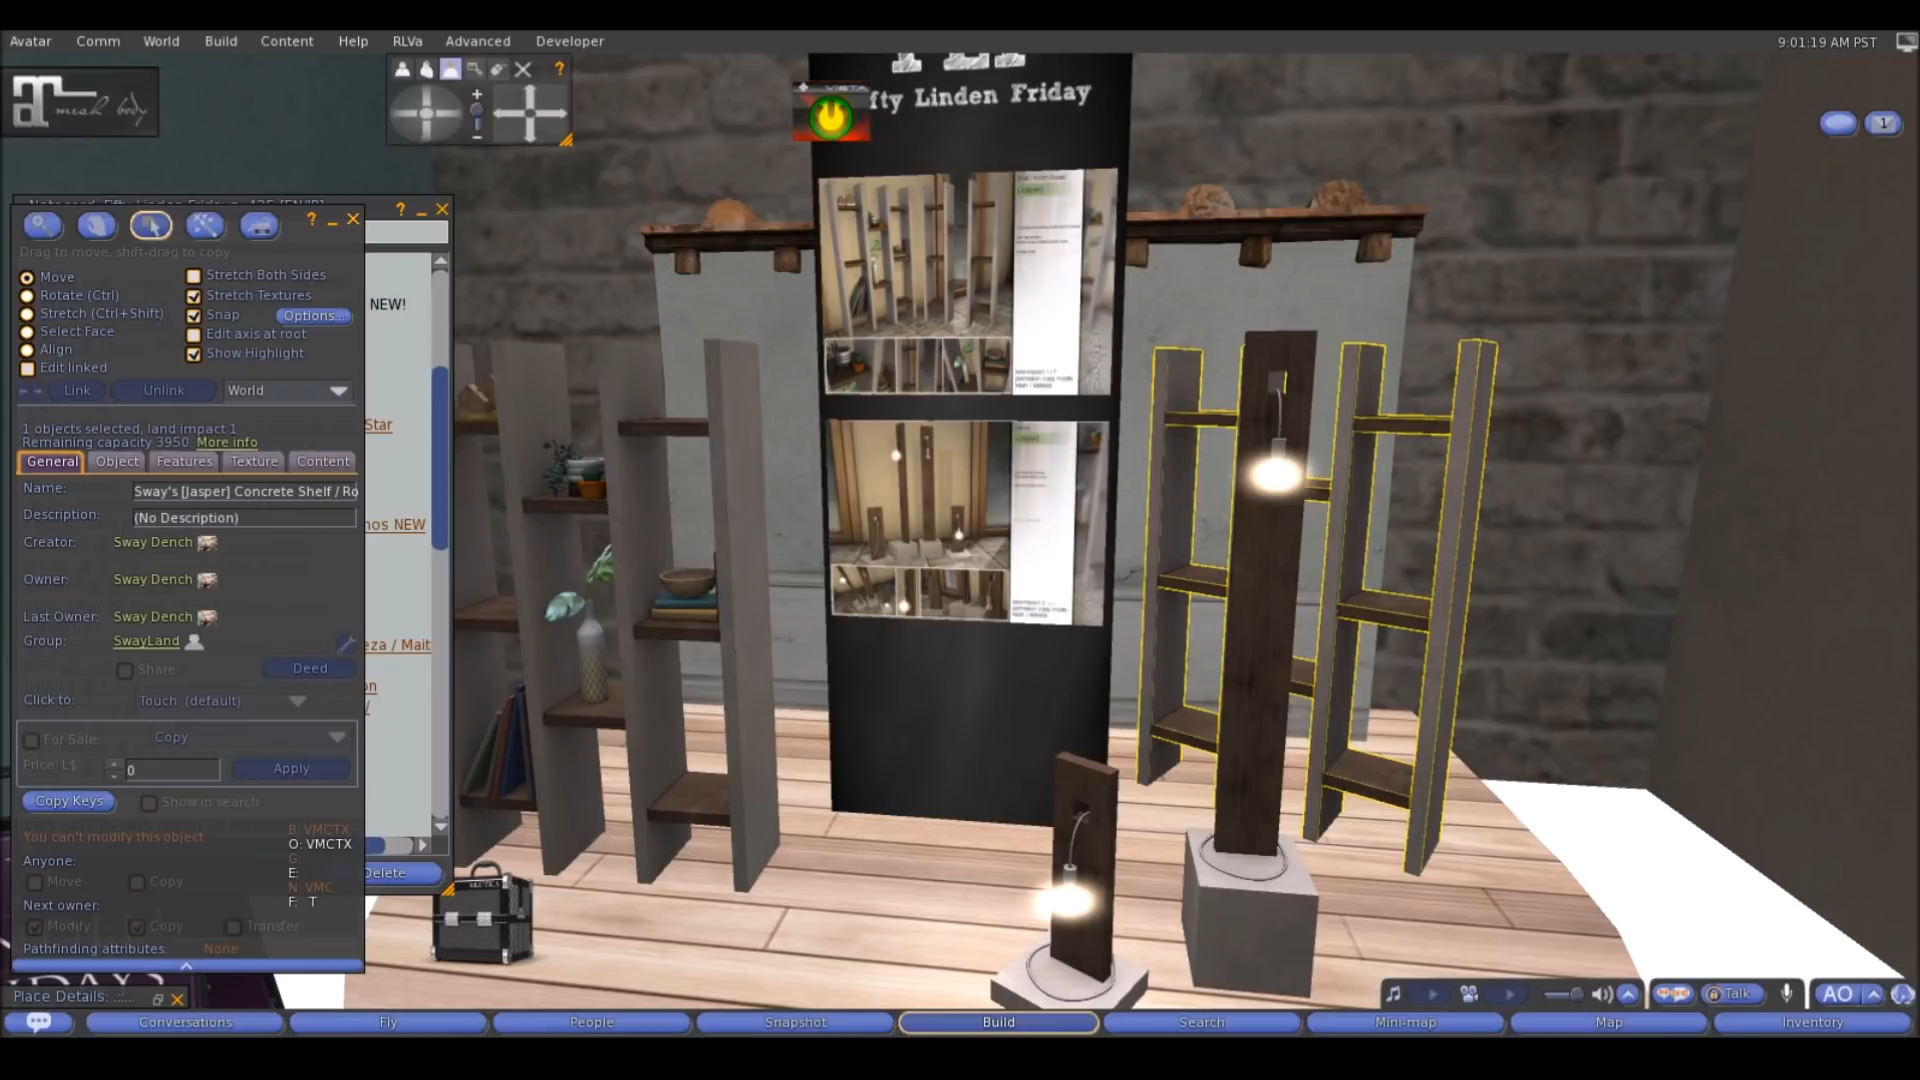 Avatar Comm World Build Content Help RLVa Advanced Developer
9:01:19 AM PST
mesh body
?
fty Linden Friday
1
? _ X
? _ X
Drag to move, shift-drag to copy
Move
Stretch Both Sides
Rotate (Ctrl)
Stretch Textures
NEW!
Stretch (Ctrl+Shift)
Snap
Options...
Select Face
Edit axis at root
Align
Show Highlight
Edit linked
Link
Unlink
World
1 objects selected, land impact 1
Star
Remaining capacity 3950. More info
General Object Features Texture Content
Name:
Sway's [Jasper] Concrete Shelf / Ro
Description:
(No Description)
nos NEW
Creator:
Sway Dench
Owner:
Sway Dench
Last Owner:
Sway Dench
Group:
SwayLand
eza / Mait
Share
Deed
on
Click to:
Touch (default)
/
For Sale:
Copy
Price: L$
0
Apply
Copy Keys
Show in search
You can't modify this object
B: VMCTX
O: VMCTX
Anyone:
G:
Move
Copy
E:
Delete
N: VMC
Next owner:
F: T
Modify
Copy
Transfer
Pathfinding attributes:
None
DAYS
Place Details: ::...
Talk
AO
Conversations Fly People Snapshot Build Search Mini-map Map Inventory